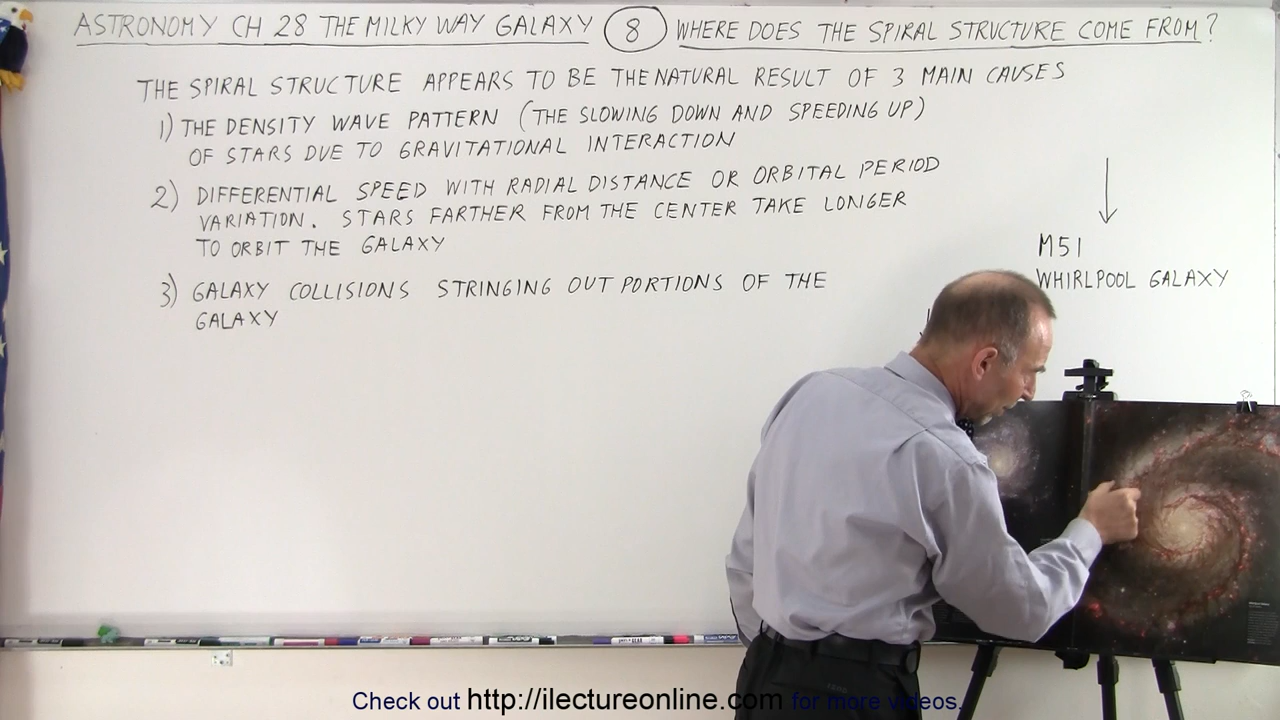 ASTRONOMY CH 28 THE MILKY WAY GALAXY 8 WHERE DOES THE SPIRAL STRUCTURE COME FROM?
THE SPIRAL STRUCTURE APPEARS TO BE THE NATURAL RESULT OF 3 MAIN CAUSES
1) THE DENSITY WAVE PATTERN (THE SLOWING DOWN AND SPEEDING UP)
OF STARS DUE TO GRAVITATIONAL INTERACTION
2) DIFFERENTIAL SPEED WITH RADIAL DISTANCE OR ORBITAL PERIOD
VARIATION. STARS FARTHER FROM THE CENTER TAKE LONGER
TO ORBIT THE GALAXY
3) GALAXY COLLISIONS STRINGING OUT PORTIONS OF THE
GALAXY
M51
WHIRLPOOL GALAXY
Check out http://ilectureonline.com for more videos.